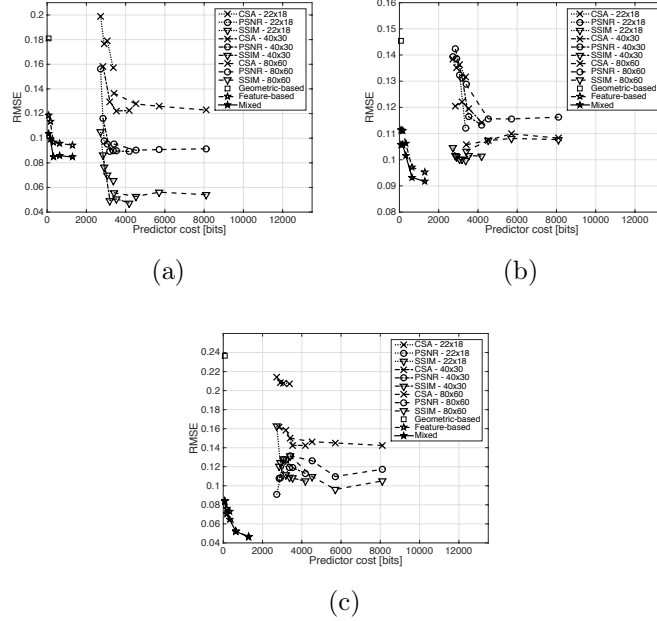 0.2
0.18
0.16
0.14
0.12
0.1
0.08
0.06
0.04
RMSE
0 2000 4000 6000 8000 10000 12000
Predictor cost [bits]
CSA - 22x18
PSNR - 22x18
SSIM - 22x18
CSA - 40x30
PSNR - 40x30
SSIM - 40x30
CSA - 80x60
PSNR - 80x60
SSIM - 80x60
Geometric-based
Feature-based
Mixed
(a)
0.16
0.15
0.14
0.13
0.12
0.11
0.1
0.09
0.08
RMSE
0 2000 4000 6000 8000 10000 12000
Predictor cost [bits]
CSA - 22x18
PSNR - 22x18
SSIM - 22x18
CSA - 40x30
PSNR - 40x30
SSIM - 40x30
CSA - 80x60
PSNR - 80x60
SSIM - 80x60
Geometric-based
Feature-based
Mixed
(b)
0.24
0.22
0.2
0.18
0.16
0.14
0.12
0.1
0.08
0.06
0.04
RMSE
0 2000 4000 6000 8000 10000 12000
Predictor cost [bits]
CSA - 22x18
PSNR - 22x18
SSIM - 22x18
CSA - 40x30
PSNR - 40x30
SSIM - 40x30
CSA - 80x60
PSNR - 80x60
SSIM - 80x60
Geometric-based
Feature-based
Mixed
(c)